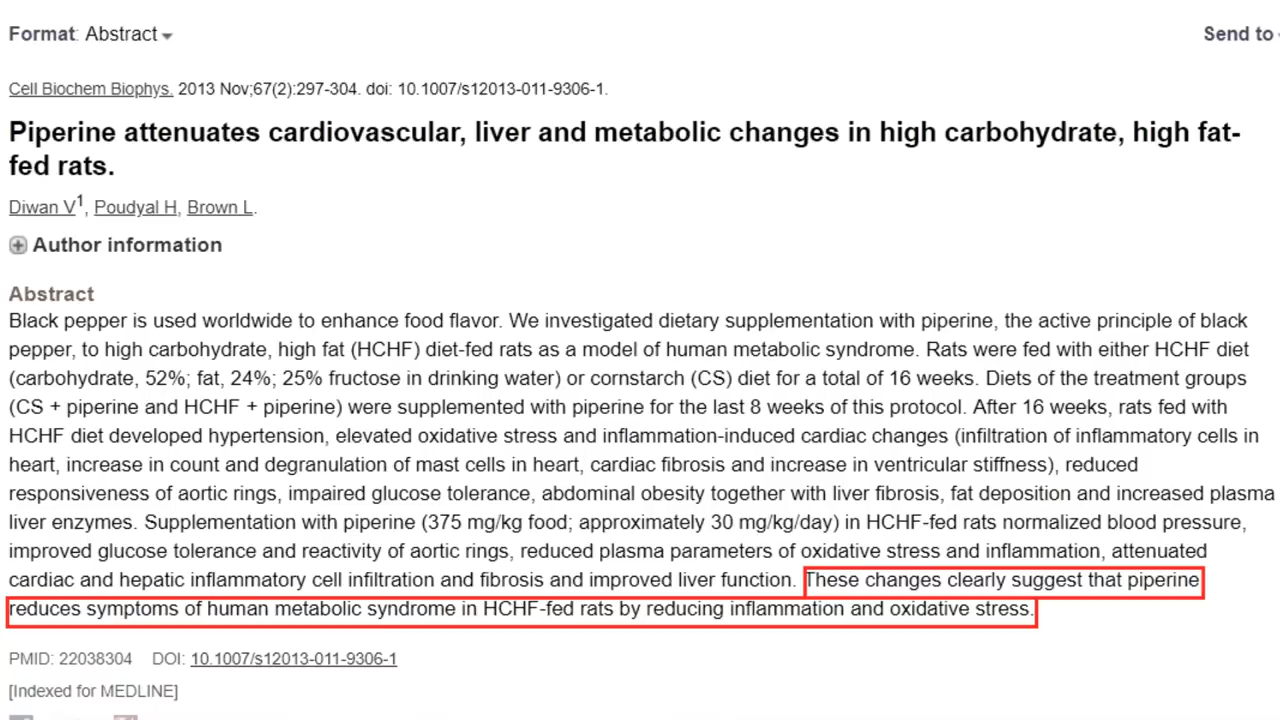 Format: Abstract
Send to
Cell Biochem Biophys. 2013 Nov;67(2):297-304. doi: 10.1007/s12013-011-9306-1.
Piperine attenuates cardiovascular, liver and metabolic changes in high carbohydrate, high fat-
fed rats.
Diwan V1, Poudyal H, Brown L.
Author information
Abstract
Black pepper is used worldwide to enhance food flavor. We investigated dietary supplementation with piperine, the active principle of black
pepper, to high carbohydrate, high fat (HCHF) diet-fed rats as a model of human metabolic syndrome. Rats were fed with either HCHF diet
(carbohydrate, 52%; fat, 24%; 25% fructose in drinking water) or cornstarch (CS) diet for a total of 16 weeks. Diets of the treatment groups
(CS + piperine and HCHF + piperine) were supplemented with piperine for the last 8 weeks of this protocol. After 16 weeks, rats fed with
HCHF diet developed hypertension, elevated oxidative stress and inflammation-induced cardiac changes (infiltration of inflammatory cells in
heart, increase in count and degranulation of mast cells in heart, cardiac fibrosis and increase in ventricular stiffness), reduced
responsiveness of aortic rings, impaired glucose tolerance, abdominal obesity together with liver fibrosis, fat deposition and increased plasma
liver enzymes. Supplementation with piperine (375 mg/kg food; approximately 30 mg/kg/day) in HCHF-fed rats normalized blood pressure,
improved glucose tolerance and reactivity of aortic rings, reduced plasma parameters of oxidative stress and inflammation, attenuated
cardiac and hepatic inflammatory cell infiltration and fibrosis and improved liver function. These changes clearly suggest that piperine
reduces symptoms of human metabolic syndrome in HCHF-fed rats by reducing inflammation and oxidative stress.
PMID: 22038304 DOI: 10.1007/s12013-011-9306-1
[Indexed for MEDLINE]